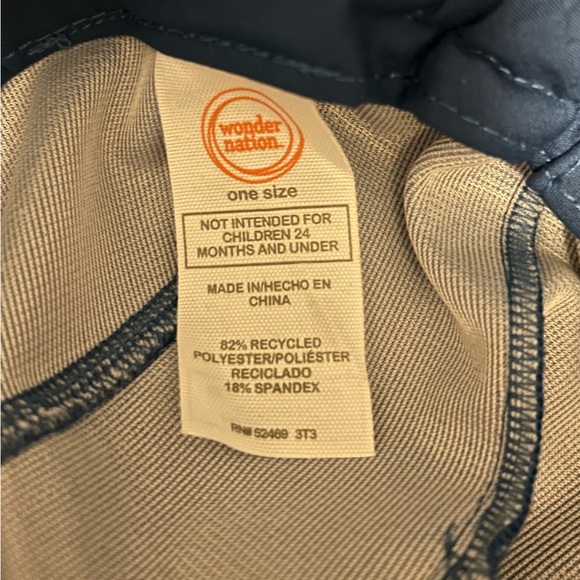 wonder
nation.
one size
NOT INTENDED FOR
CHILDREN 24
MONTHS AND UNDER
MADE IN/HECHO EN
CHINA
82% RECYCLED
POLYESTER/POLIÉSTER
RECICLADO
18% SPANDEX
RN# 52469 3T3